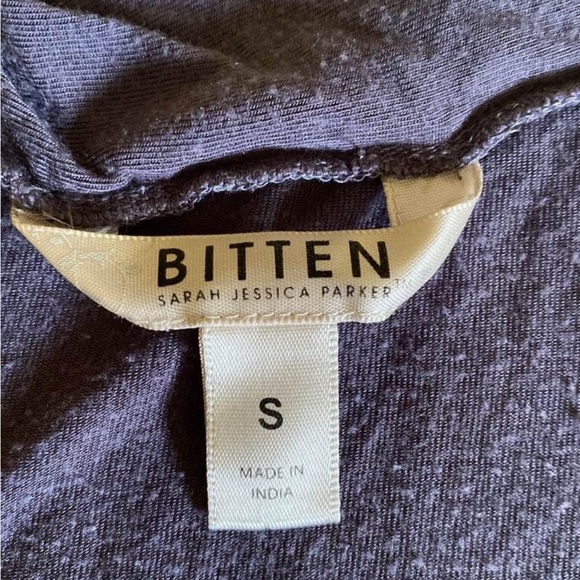 BITTEN
SARAH JESSICA PARKER™
S
MADE IN
INDIA